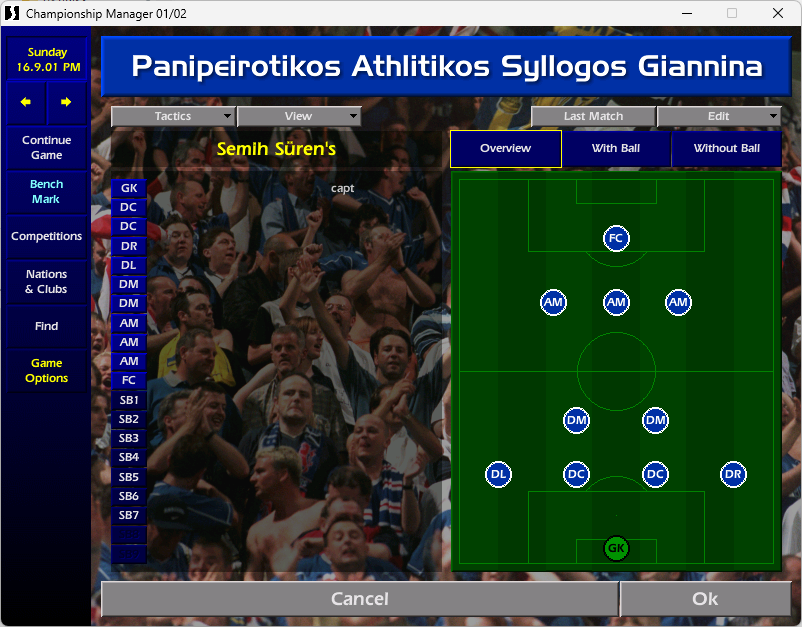 Championship Manager 01/02
Sunday
16.9.01 PM
Panipeirotikos Athlitikos Syllogos Giannina
Continue
Game
Bench
Mark
Competitions
Nations
& Clubs
Find
Game
Options
Tactics
View
Last Match
Edit
Semih Süren's
Overview
With Ball
Without Ball
GK
capt
DC
DC
DR
DL
DM
DM
AM
AM
AM
FC
SB1
SB2
SB3
SB4
SB5
SB6
SB7
FC
AM AM AM
DM DM
DL DC DC DR
GK
Cancel
Ok